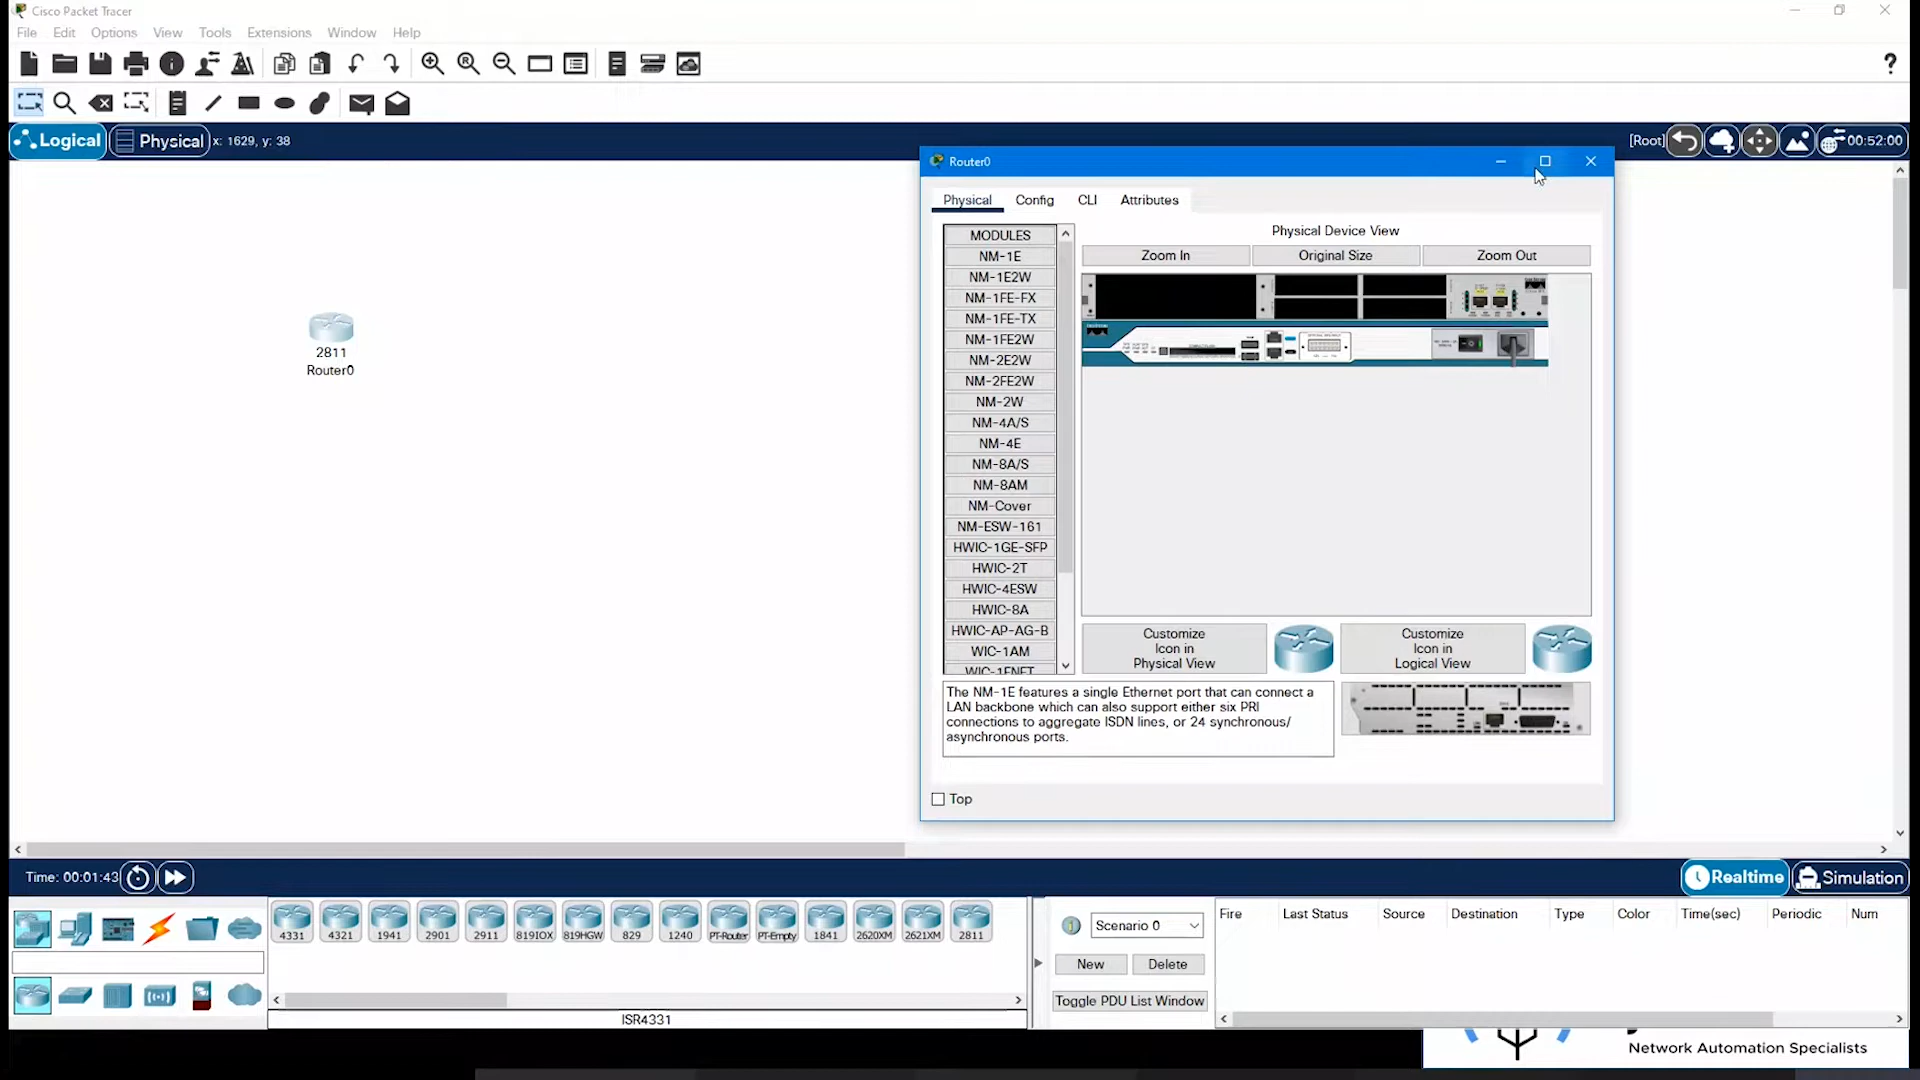 Cisco Packet Tracer
File Edit Options View Tools Extensions Window Help
Logical Physical x: 1629, y: 38 [Root] 00:52:00
2811
Router0
Router0
Physical Config CLI Attributes
MODULES
NM-1E
NM-1E2W
NM-1FE-FX
NM-1FE-TX
NM-1FE2W
NM-2E2W
NM-2FE2W
NM-2W
NM-4A/S
NM-4E
NM-8A/S
NM-8AM
NM-Cover
NM-ESW-161
HWIC-1GE-SFP
HWIC-2T
HWIC-4ESW
HWIC-8A
HWIC-AP-AG-B
WIC-1AM
WIC-1ENET
Physical Device View
Zoom In Original Size Zoom Out
Customize
Icon in
Physical View
Customize
Icon in
Logical View
The NM-1E features a single Ethernet port that can connect a
LAN backbone which can also support either six PRI
connections to aggregate ISDN lines, or 24 synchronous/
asynchronous ports.
Top
Time: 00:01:43 Realtime Simulation
4331 4321 1941 2901 2911 819IOX 819HGW 829 1240 PT-Router PT-Empty 1841 2620XM 2621XM 2811
ISR4331
Scenario 0
New Delete
Toggle PDU List Window
Fire Last Status Source Destination Type Color Time(sec) Periodic Num
Network Automation Specialists